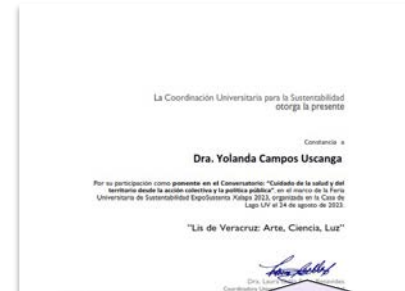 La Coordinación Universitaria para la Sustentabilidad
otorga la presente
Constancia a
Dra. Yolanda Campos Uscanga
Por su participación como ponente en el Conversatorio: "Cuidado de la salud y del
territorio desde la acción colectiva y la política pública", en el marco de la Feria
Universitaria de Sustentabilidad ExpoSustenta Xalapa 2023, organizada en la Casa de
Lago UV el 24 de agosto de 2023.
"Lis de Veracruz: Arte, Ciencia, Luz"
Dra. Laura
Coordinadora